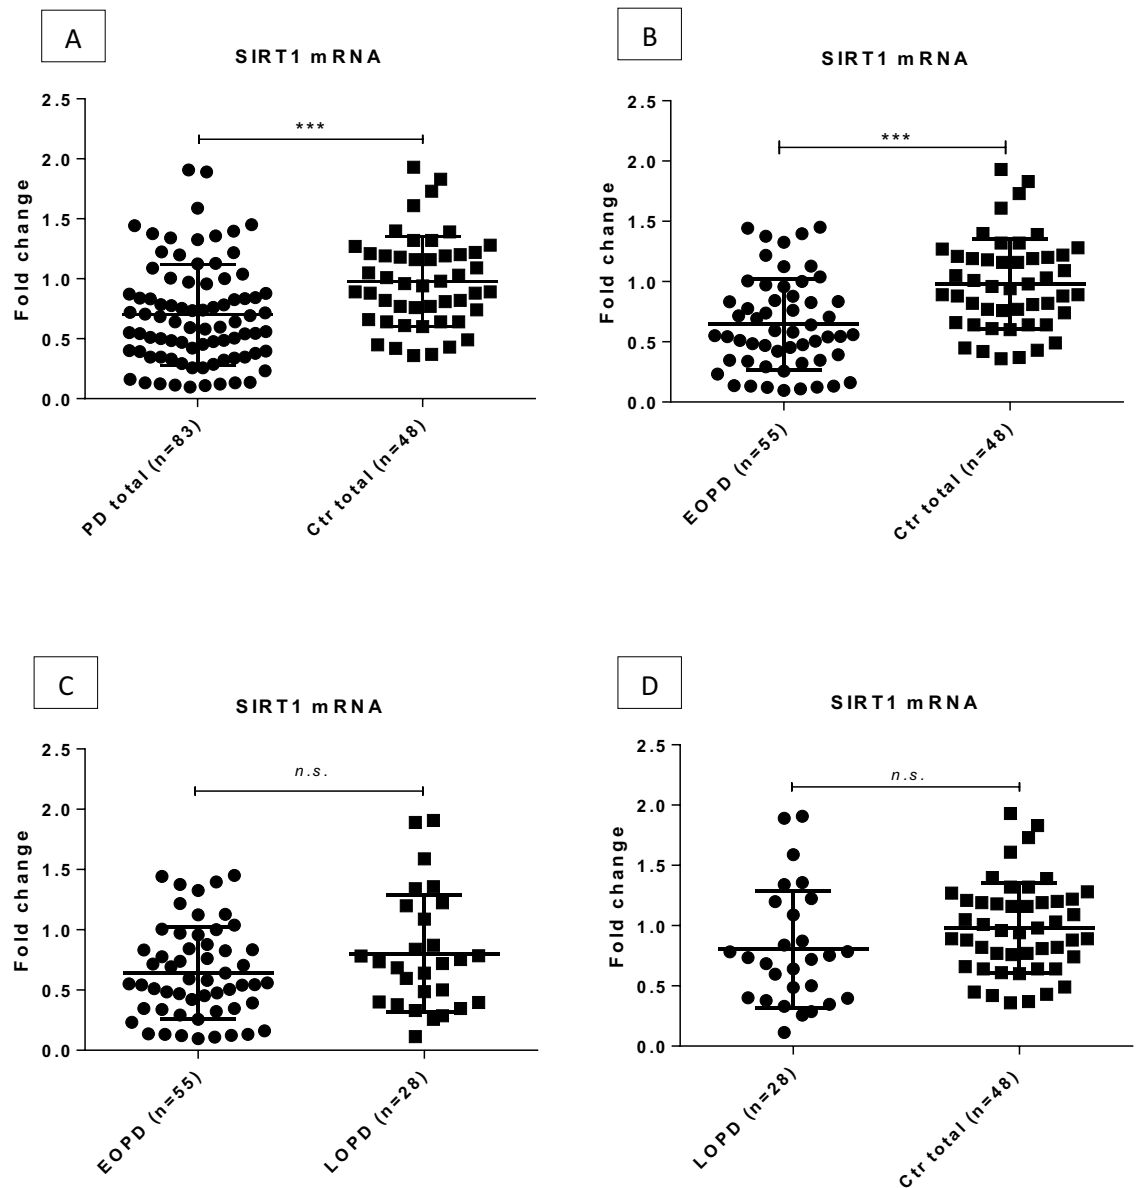 A
SIRT1 mRNA
Fold change
2.5
2.0
1.5
1.0
0.5
0.0
***
PD total (n=83)
Ctr total (n=48)
B
SIRT1 mRNA
Fold change
2.5
2.0
1.5
1.0
0.5
0.0
***
EOPD (n=55)
Ctr total (n=48)
C
SIRT1 mRNA
Fold change
2.5
2.0
1.5
1.0
0.5
0.0
n.s.
EOPD (n=55)
LOPD (n=28)
D
SIRT1 mRNA
Fold change
2.5
2.0
1.5
1.0
0.5
0.0
n.s.
LOPD (n=28)
Ctr total (n=48)